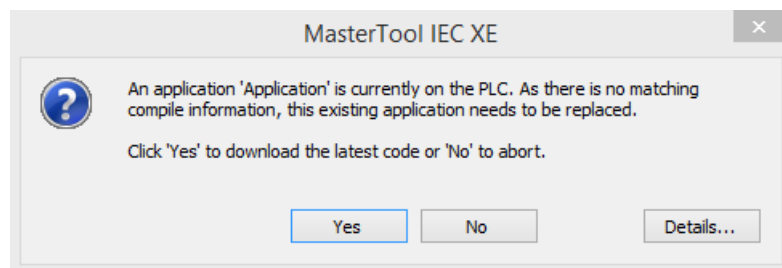 MasterTool IEC XE
An application 'Application' is currently on the PLC. As there is no matching
compile information, this existing application needs to be replaced.
Click 'Yes' to download the latest code or 'No' to abort.
Yes No Details...